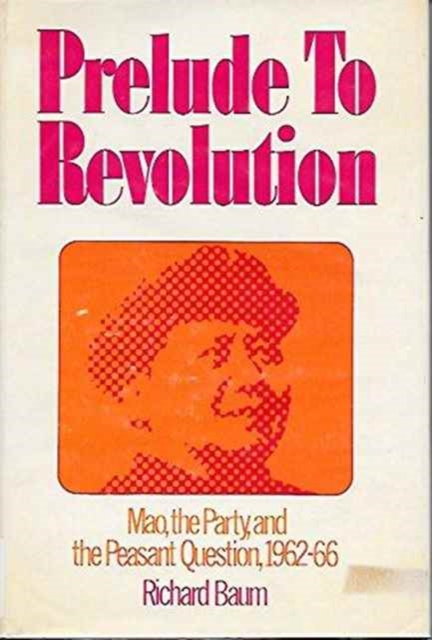 Prelude To
Revolution
Mao, the Party, and
the Peasant Question, 1962-66
Richard Baum